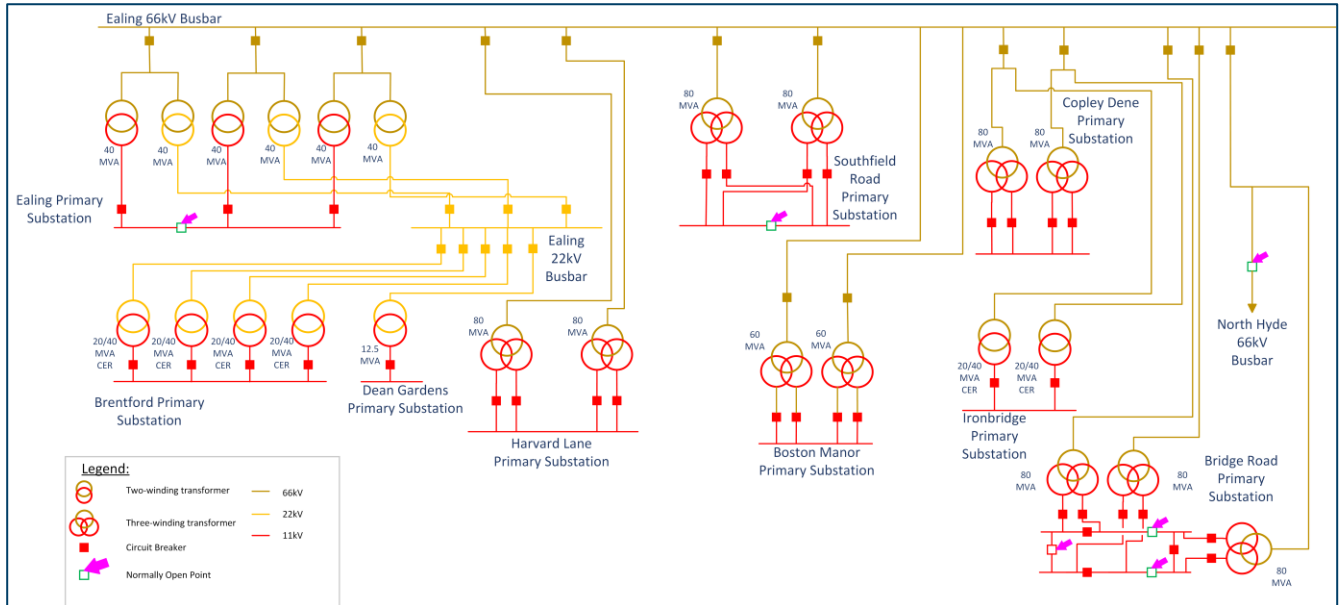 Ealing 66kV Busbar
40
MVA
40
MVA
40
MVA
40
MVA
40
MVA
40
MVA
Ealing Primary
Substation
Ealing
22kV
Busbar
80
MVA
80
MVA
Southfield
Road
Primary
Substation
80
MVA
80
MVA
Copley Dene
Primary
Substation
20/40
MVA
CER
20/40
MVA
CER
20/40
MVA
CER
20/40
MVA
CER
Brentford Primary
Substation
12.5
MVA
Dean Gardens
Primary Substation
80
MVA
80
MVA
Harvard Lane
Primary Substation
60
MVA
60
MVA
Boston Manor
Primary Substation
20/40
MVA
CER
20/40
MVA
CER
Ironbridge
Primary
Substation
North Hyde
66kV
Busbar
80
MVA
80
MVA
Bridge Road
Primary
Substation
80
MVA
Legend:
Two-winding transformer
Three-winding transformer
Circuit Breaker
Normally Open Point
66kV
22kV
11kV